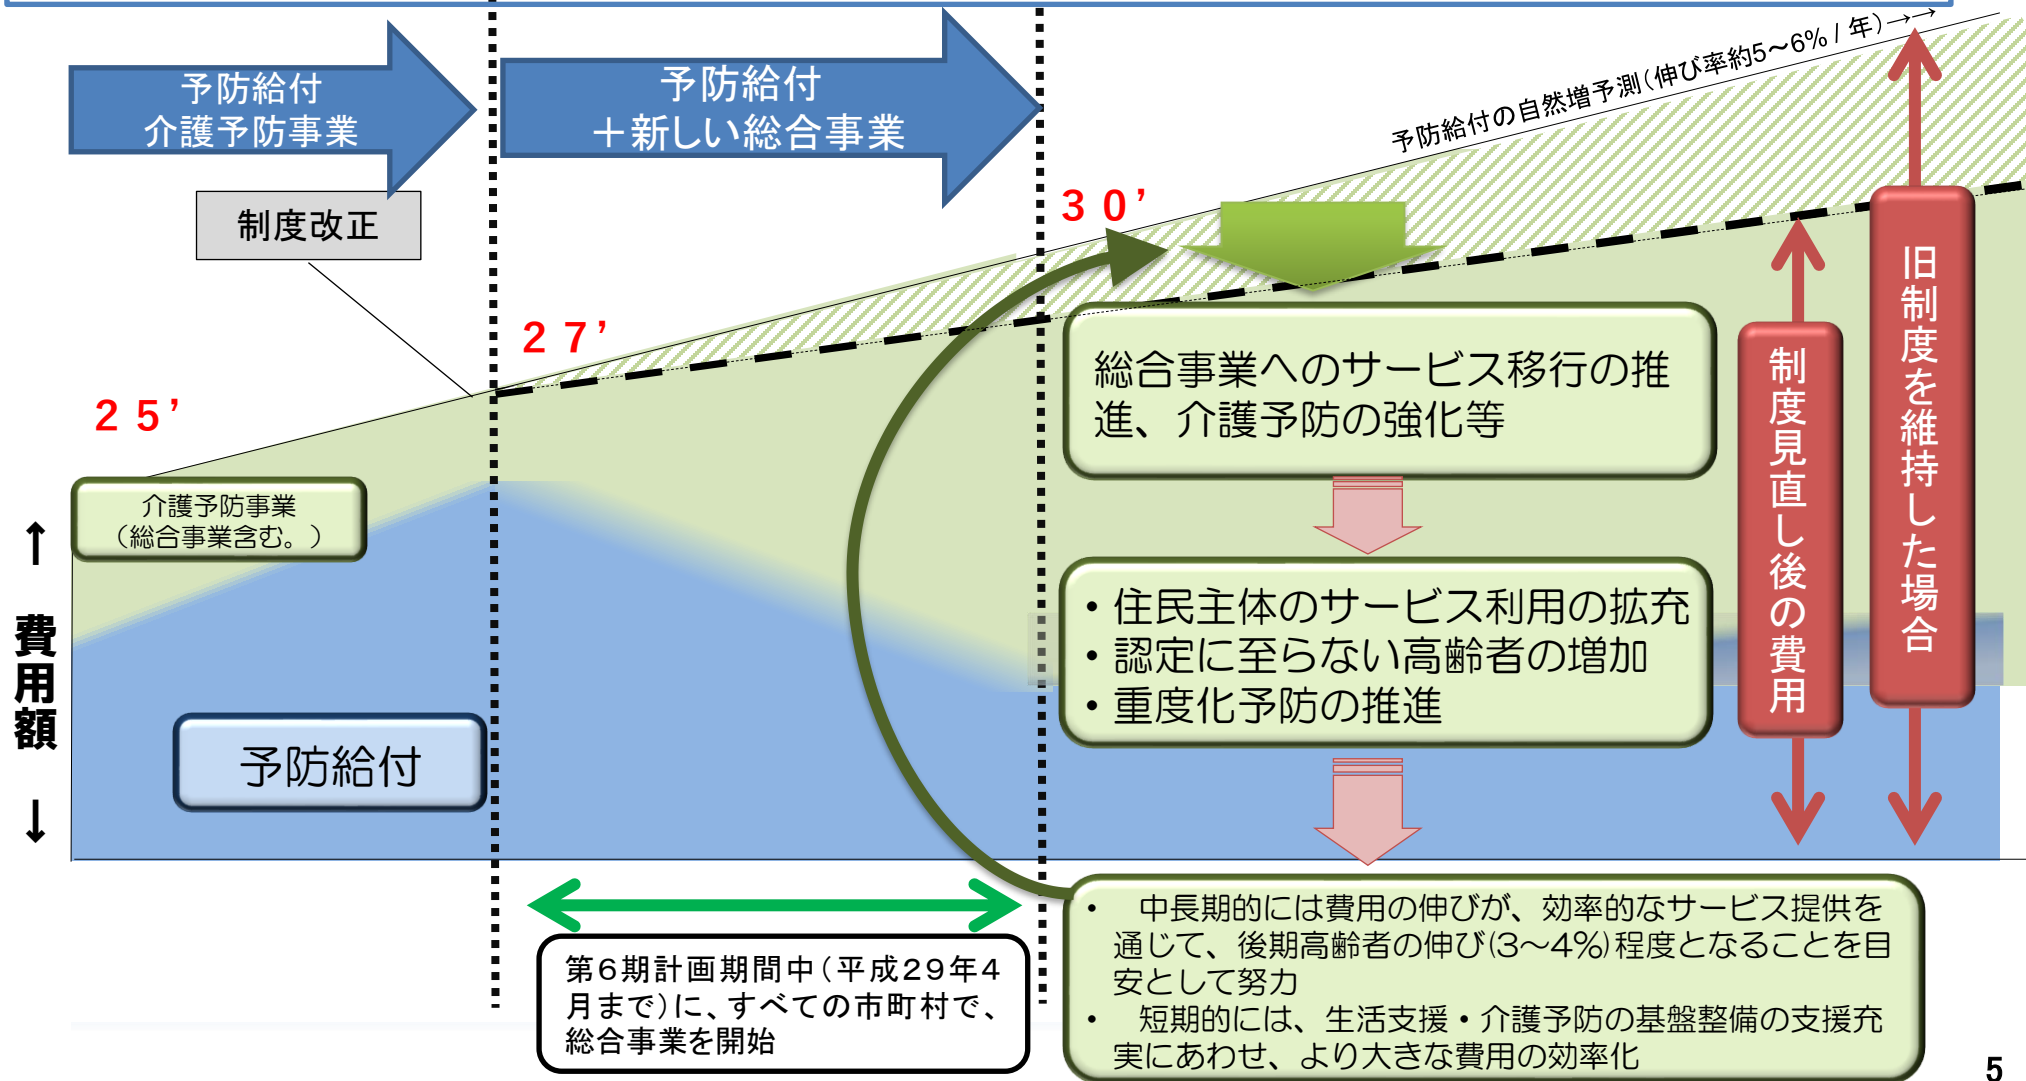 予防給付
介護予防事業
予防給付
＋新しい総合事業
予防給付の自然増予測（伸び率約5～6% / 年）→→
制度改正
３０’
２７’
２５’
総合事業へのサービス移行の推
進、介護予防の強化等
旧制度を維持した場合
制度見直し後の費用
介護予防事業
（総合事業含む。）
↑　費用額　↓
・住民主体のサービス利用の拡充
・認定に至らない高齢者の増加
・重度化予防の推進
予防給付
第６期計画期間中（平成２９年４
月まで）に、すべての市町村で、
総合事業を開始
・　中長期的には費用の伸びが、効率的なサービス提供を
通じて、後期高齢者の伸び(3～4%)程度となることを目
安として努力
・　短期的には、生活支援・介護予防の基盤整備の支援充
実にあわせ、より大きな費用の効率化
5